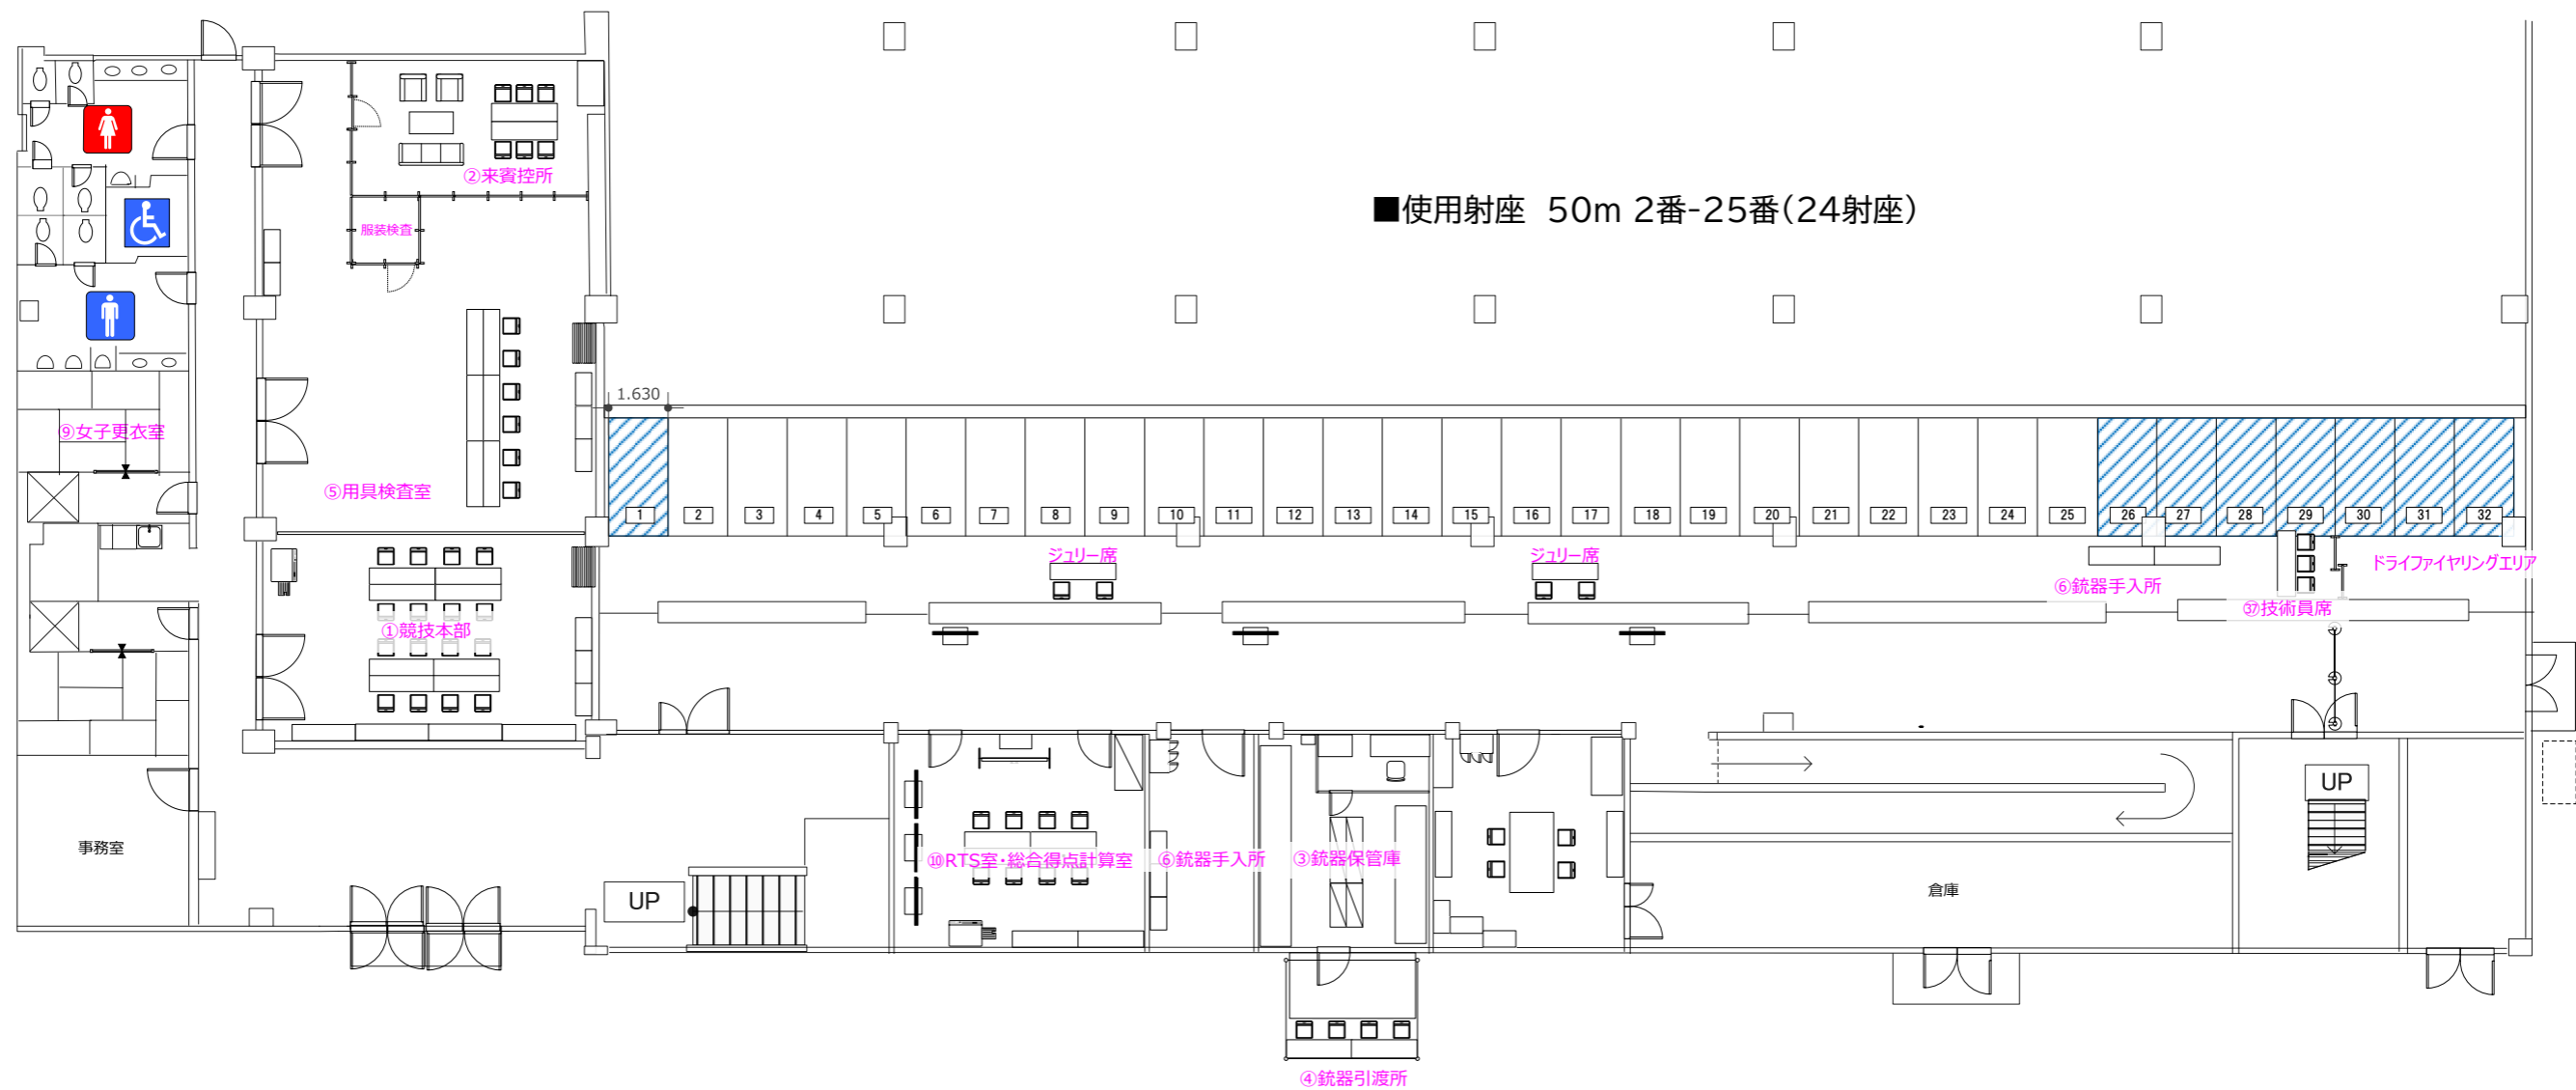 ②来賓控所
■使用射座 50m 2番-25番(24射座)
服装検査
1.630
⑨女子更衣室
⑤用具検査室
1 2 3 4 5 6 7 8 9 10 11 12 13 14 15 16 17 18 19 20 21 22 23 24 25 26 27 28 29 30 31 32
ジュリー席
ジュリー席
ドライファイヤリングエリア
⑥銃器手入所
㊲技術員席
①競技本部
UP
事務室
⑩RTS室・総合得点計算室
⑥銃器手入所
③銃器保管庫
倉庫
UP
④銃器引渡所